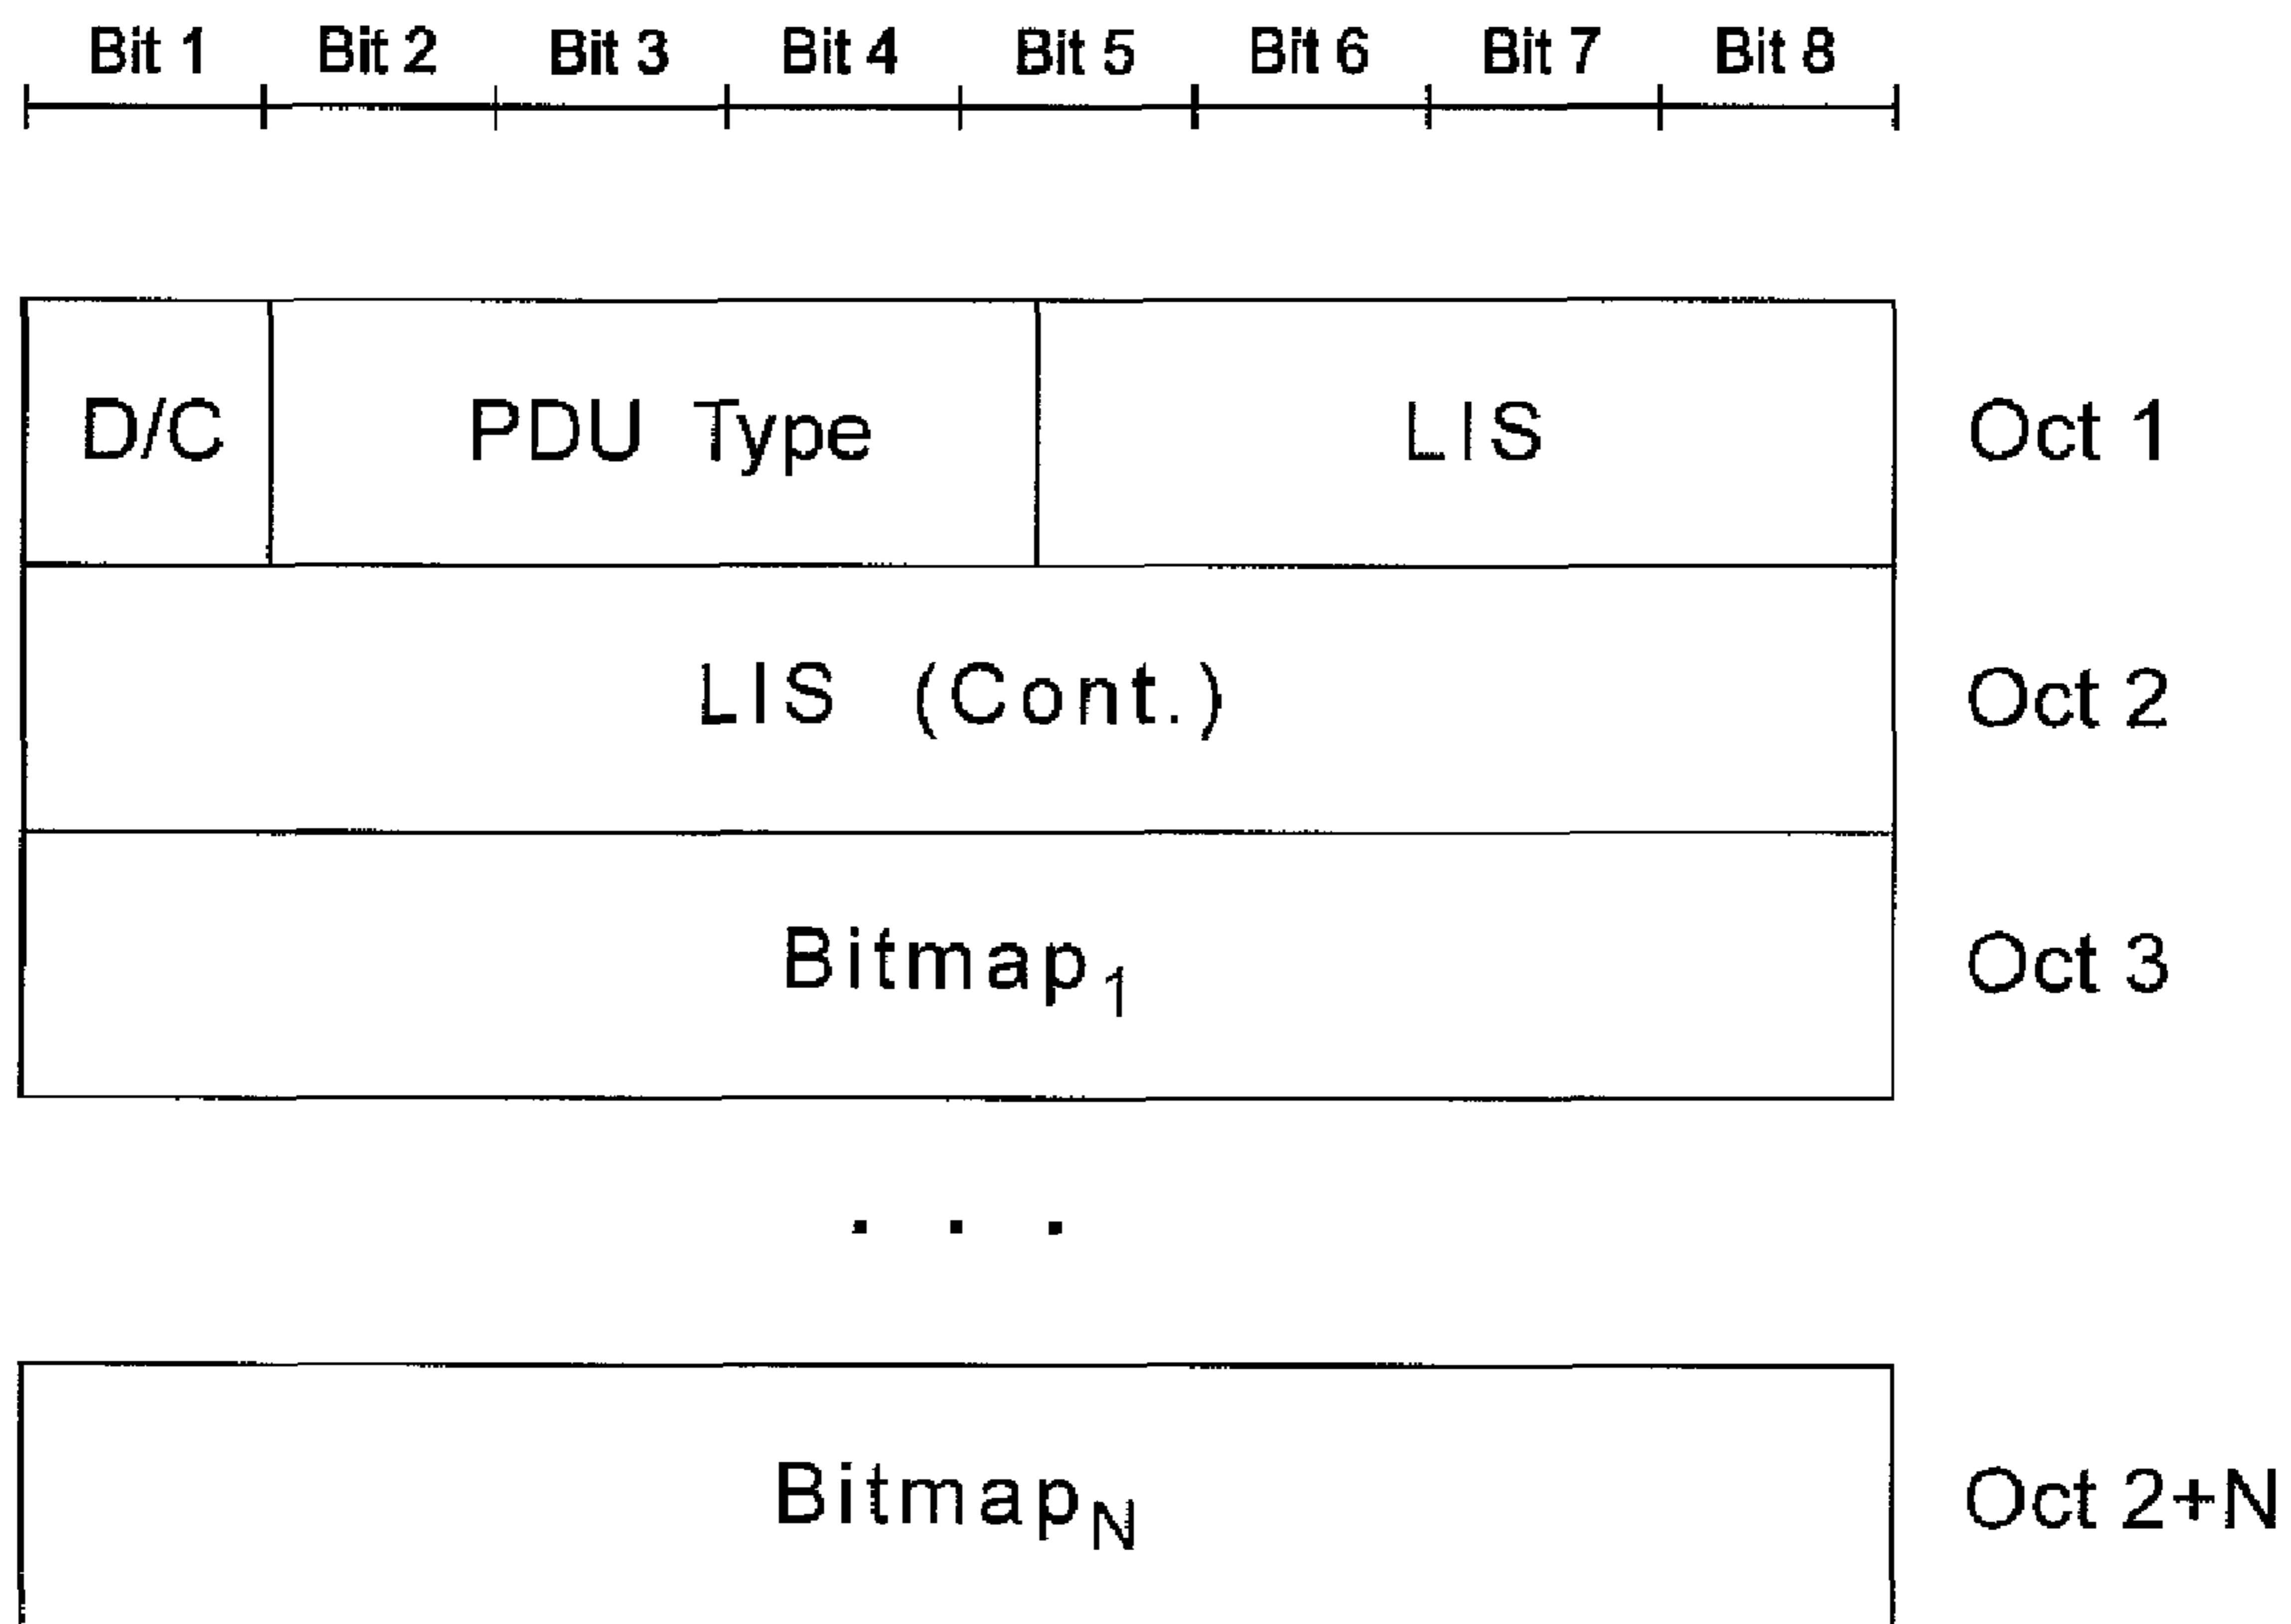 Bit 1 Bit 2 Bit 3 Bit 4 Bit 5 Bit 6 Bit 7 Bit 8
D/C PDU Type LIS Oct 1
LIS (Cont.) Oct 2
Bitmap₁ Oct 3
. . .
Bitmap_N Oct 2+N